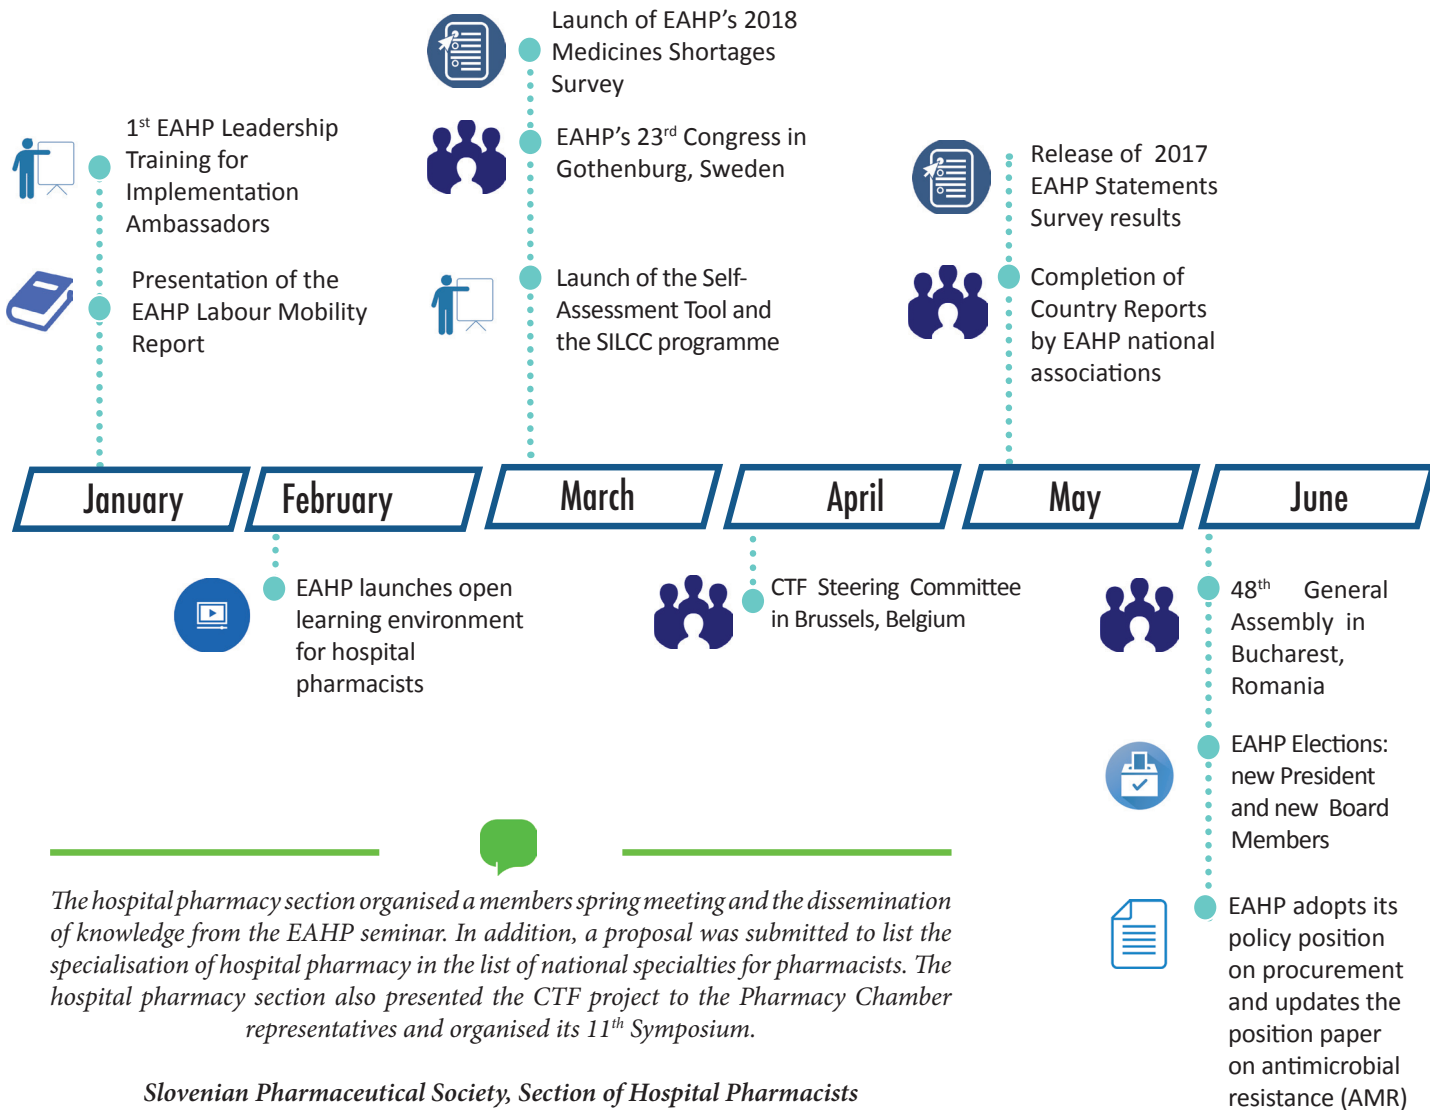 1st EAHP Leadership
Training for
Implementation
Ambassadors
Presentation of the
EAHP Labour Mobility
Report
Launch of EAHP’s 2018
Medicines Shortages
Survey
EAHP’s 23rd Congress in
Gothenburg, Sweden
Launch of the Self-
Assessment Tool and
the SILCC programme
Release of 2017
EAHP Statements
Survey results
Completion of
Country Reports
by EAHP national
associations
January
February
March
April
May
June
EAHP launches open
learning environment
for hospital
pharmacists
CTF Steering Committee
in Brussels, Belgium
48th General
Assembly in
Bucharest,
Romania
EAHP Elections:
new President
and new Board
Members
EAHP adopts its
policy position
on procurement
and updates the
position paper
on antimicrobial
resistance (AMR)
The hospital pharmacy section organised a members spring meeting and the dissemination
of knowledge from the EAHP seminar. In addition, a proposal was submitted to list the
specialisation of hospital pharmacy in the list of national specialties for pharmacists. The
hospital pharmacy section also presented the CTF project to the Pharmacy Chamber
representatives and organised its 11th Symposium.
Slovenian Pharmaceutical Society, Section of Hospital Pharmacists